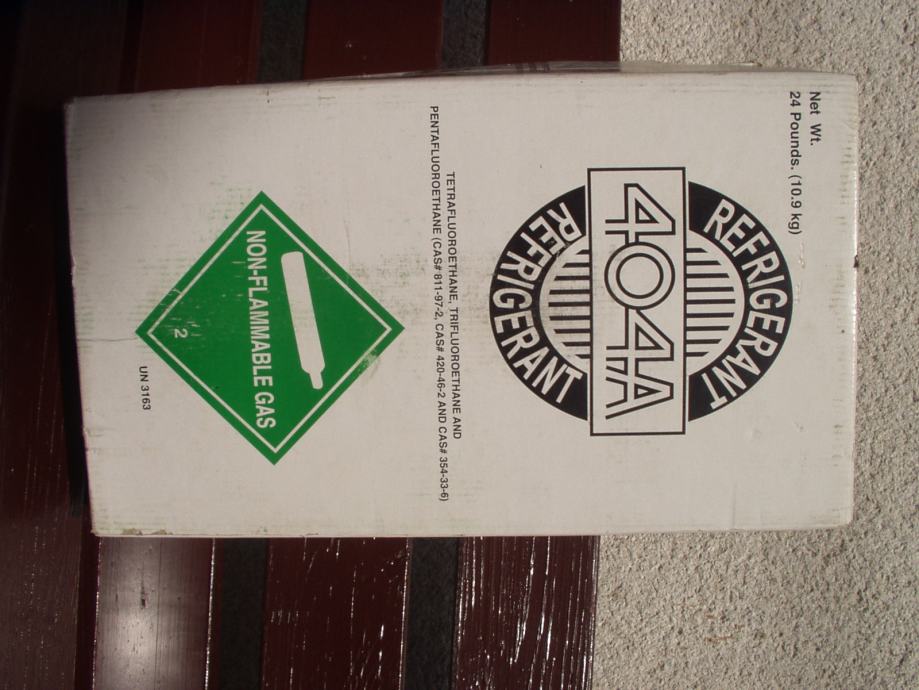 Net Wt.
24 Pounds. (10.9 kg)
REFRIGERANT
404A
REFRIGERANT
TETRAFLUOROETHANE, TRIFLUOROETHANE AND
PENTAFLUOROETHANE (CAS# 811-97-2, CAS# 420-46-2 AND CAS# 354-33-6)
NON-FLAMMABLE GAS
2
UN 3163